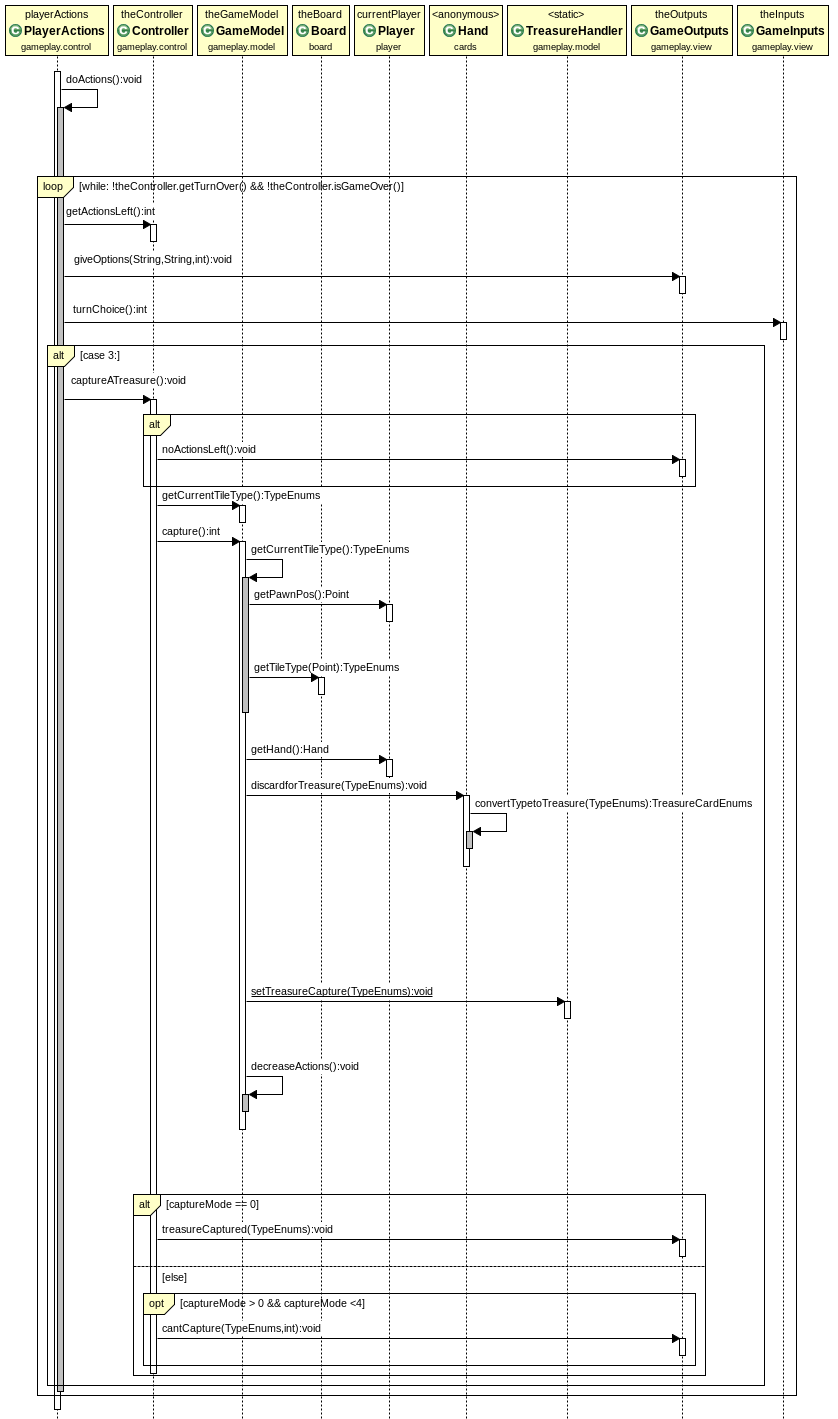 playerActions
C PlayerActions
gameplay.control
theController
C Controller
gameplay.control
theGameModel
C GameModel
gameplay.model
theBoard
C Board
board
currentPlayer
C Player
player
<anonymous>
C Hand
cards
<static>
C TreasureHandler
gameplay.model
theOutputs
C GameOutputs
gameplay.view
theInputs
C GameInputs
gameplay.view
doActions():void
loop [while: !theController.getTurnOver() && !theController.isGameOver()]
getActionsLeft():int
giveOptions(String,String,int):void
turnChoice():int
alt [case 3:]
captureATreasure():void
alt
noActionsLeft():void
getCurrentTileType():TypeEnums
capture():int
getCurrentTileType():TypeEnums
getPawnPos():Point
getTileType(Point):TypeEnums
getHand():Hand
discardforTreasure(TypeEnums):void
convertTypetoTreasure(TypeEnums):TreasureCardEnums
setTreasureCapture(TypeEnums):void
decreaseActions():void
alt [captureMode == 0]
treasureCaptured(TypeEnums):void
[else]
opt [captureMode > 0 && captureMode <4]
cantCapture(TypeEnums,int):void